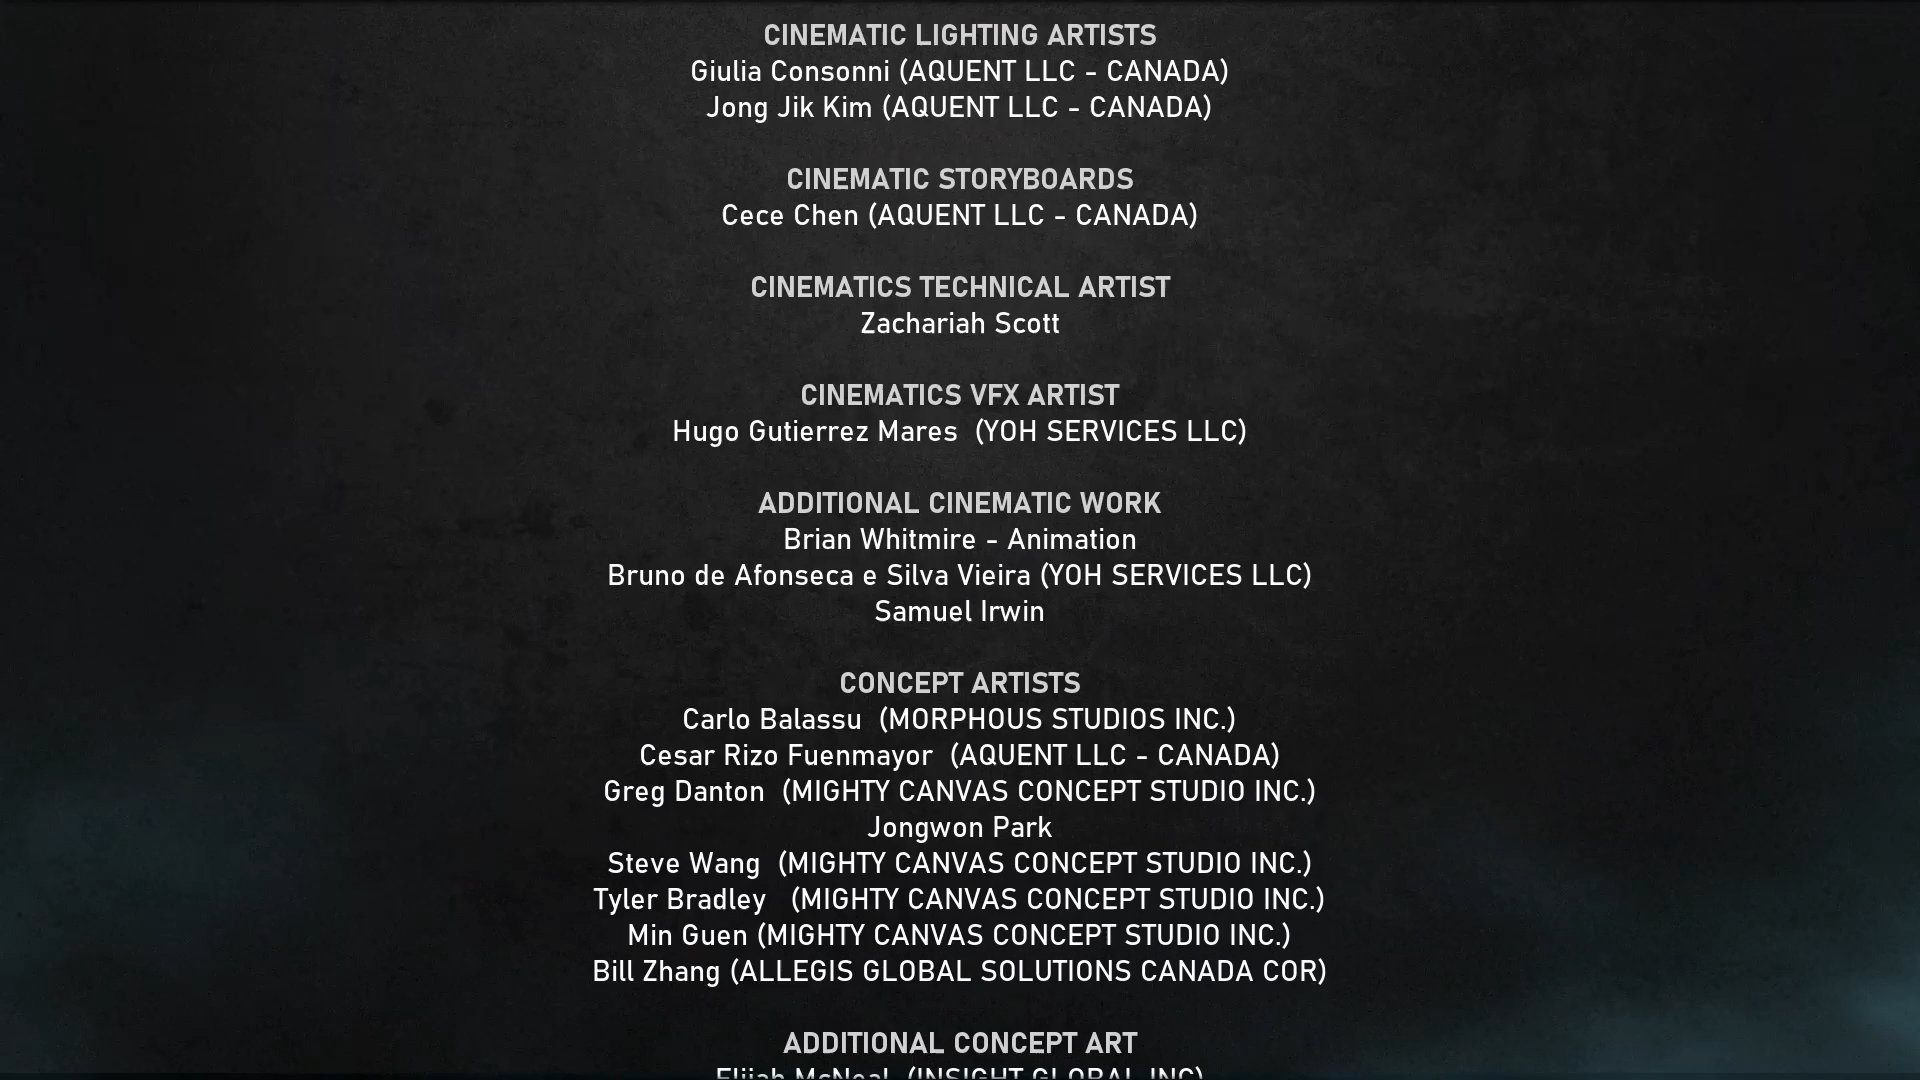 CINEMATIC LIGHTING ARTISTS
Giulia Consonni (AQUENT LLC - CANADA)
Jong Jik Kim (AQUENT LLC - CANADA)
CINEMATIC STORYBOARDS
Cece Chen (AQUENT LLC - CANADA)
CINEMATICS TECHNICAL ARTIST
Zachariah Scott
CINEMATICS VFX ARTIST
Hugo Gutierrez Mares  (YOH SERVICES LLC)
ADDITIONAL CINEMATIC WORK
Brian Whitmire - Animation
Bruno de Afonseca e Silva Vieira (YOH SERVICES LLC)
Samuel Irwin
CONCEPT ARTISTS
Carlo Balassu  (MORPHOUS STUDIOS INC.)
Cesar Rizo Fuenmayor  (AQUENT LLC - CANADA)
Greg Danton  (MIGHTY CANVAS CONCEPT STUDIO INC.)
Jongwon Park
Steve Wang  (MIGHTY CANVAS CONCEPT STUDIO INC.)
Tyler Bradley   (MIGHTY CANVAS CONCEPT STUDIO INC.)
Min Guen (MIGHTY CANVAS CONCEPT STUDIO INC.)
Bill Zhang (ALLEGIS GLOBAL SOLUTIONS CANADA COR)
ADDITIONAL CONCEPT ART
Elijah McNeal  (INSIGHT GLOBAL INC)